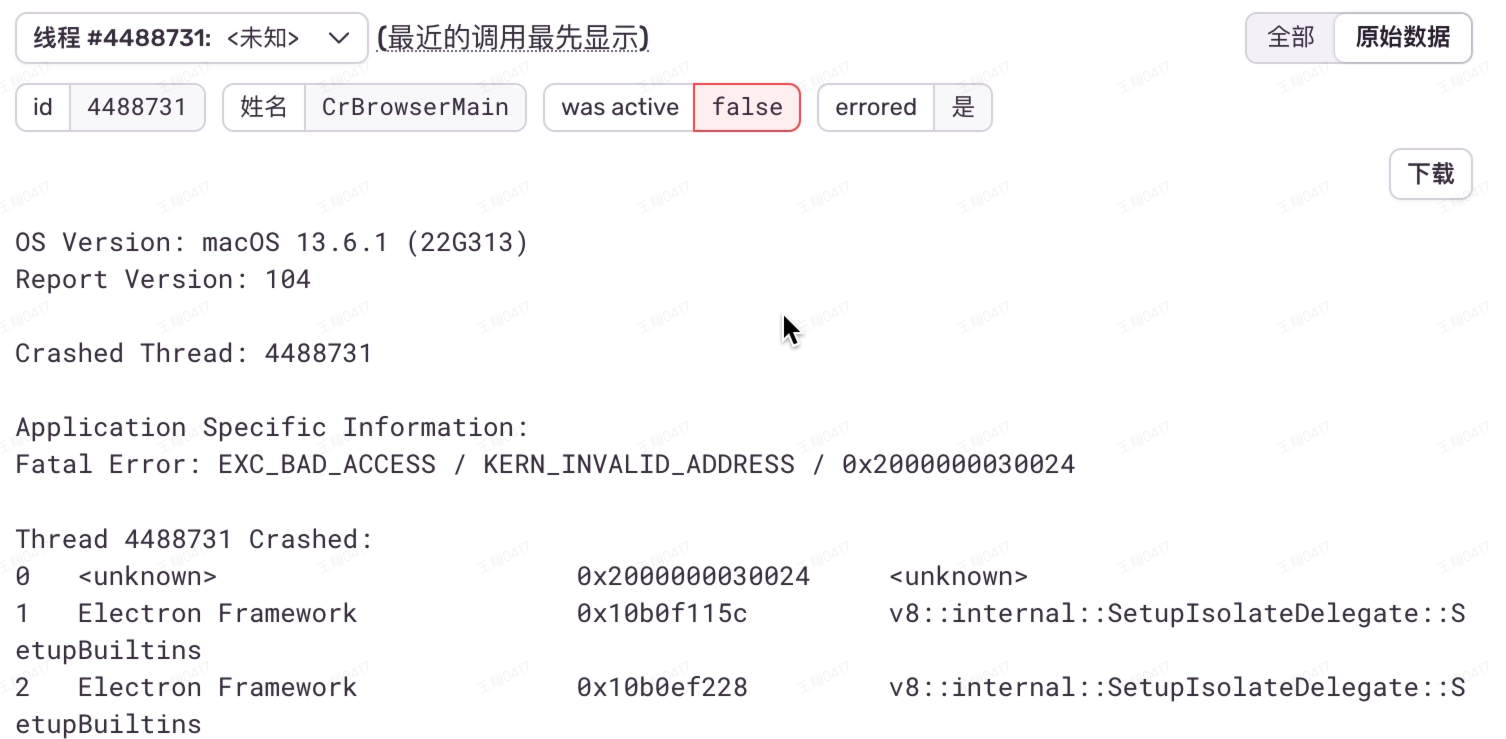 线程 #4488731: <未知> (最近的调用最先显示) 全部 原始数据
id 4488731 姓名 CrBrowserMain was active false errored 是
下载
OS Version: macOS 13.6.1 (22G313)
Report Version: 104
Crashed Thread: 4488731
Application Specific Information:
Fatal Error: EXC_BAD_ACCESS / KERN_INVALID_ADDRESS / 0x2000000030024
Thread 4488731 Crashed:
0 <unknown> 0x2000000030024 <unknown>
1 Electron Framework 0x10b0f115c v8::internal::SetupIsolateDelegate::S
etupBuiltins
2 Electron Framework 0x10b0ef228 v8::internal::SetupIsolateDelegate::S
etupBuiltins